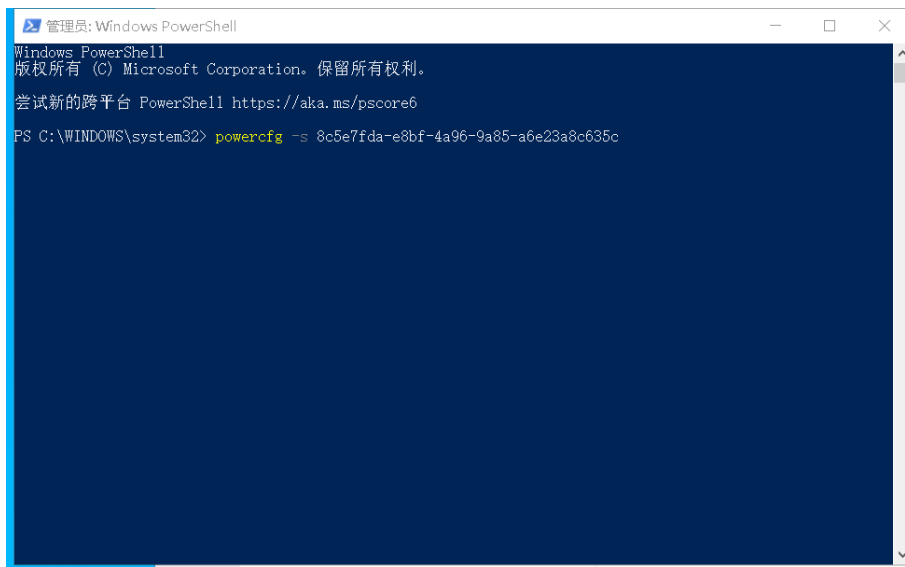 管理员: Windows PowerShell
Windows PowerShell
版权所有 (C) Microsoft Corporation。保留所有权利。
尝试新的跨平台 PowerShell https://aka.ms/pscore6
PS C:\WINDOWS\system32> powercfg -s 8c5e7fda-e8bf-4a96-9a85-a6e23a8c635c